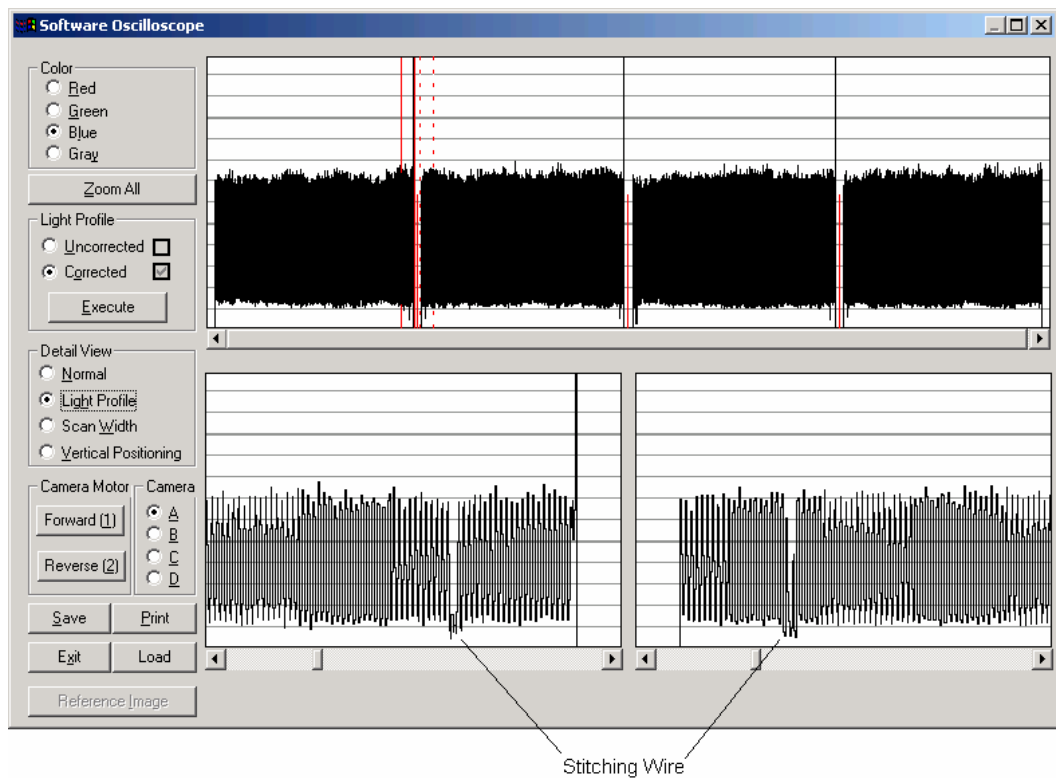 Software Oscilloscope
Color
Red
Green
Blue
Gray
Zoom All
Light Profile
Uncorrected
Corrected
Execute
Detail View
Normal
Light Profile
Scan Width
Vertical Positioning
Camera Motor
Forward (1)
Reverse (2)
Camera
A
B
C
D
Save
Print
Exit
Load
Reference Image
Stitching Wire